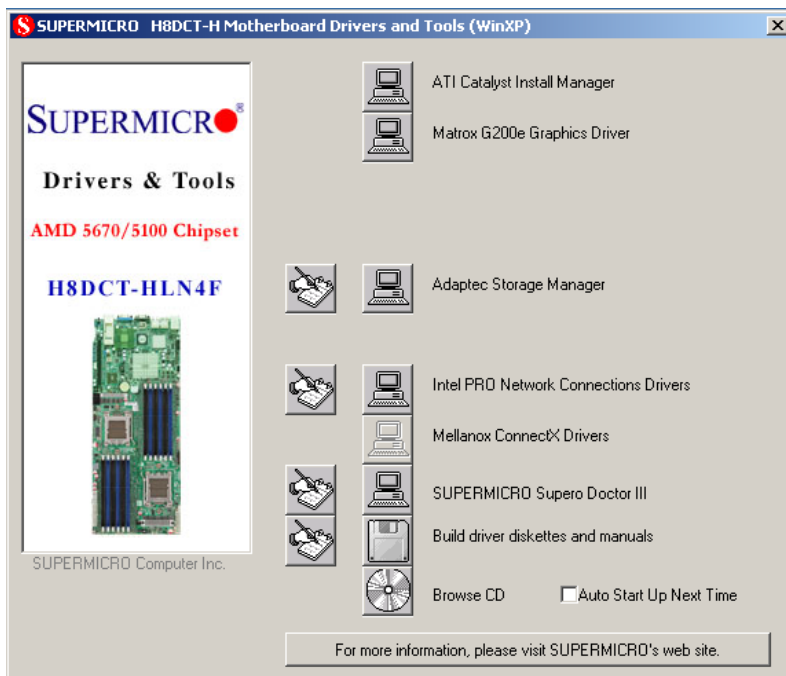 SUPERMICRO H8DCT-H Motherboard Drivers and Tools (WinXP)
SUPERMICRO®
Drivers & Tools
AMD 5670/5100 Chipset
H8DCT-HLN4F
SUPERMICRO Computer Inc.
ATI Catalyst Install Manager
Matrox G200e Graphics Driver
Adaptec Storage Manager
Intel PRO Network Connections Drivers
Mellanox ConnectX Drivers
SUPERMICRO Supero Doctor III
Build driver diskettes and manuals
Browse CD
Auto Start Up Next Time
For more information, please visit SUPERMICRO's web site.